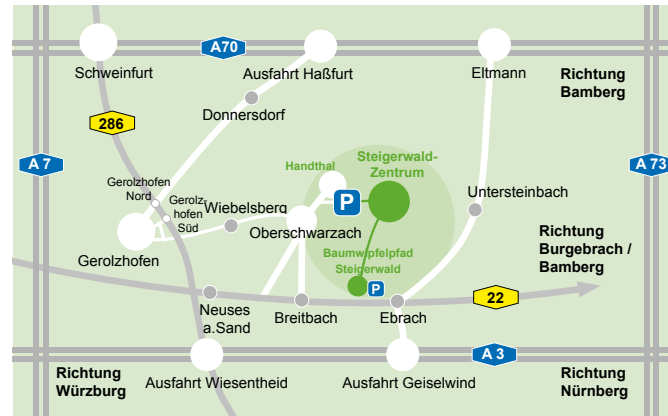 A70
Schweinfurt
Ausfahrt Haßfurt
Eltmann
Richtung
Bamberg
Donnersdorf
286
A 7
A 73
Handthal
Steigerwald-
Zentrum
P
Gerolzhofen
Nord
Gerolz-
hofen
Süd
Wiebelsberg
Untersteinbach
Oberschwarzach
Gerolzhofen
Baumwipfelpfad
Steigerwald
P
Richtung
Burgebrach /
Bamberg
22
Neuses
a.Sand
Breitbach
Ebrach
A 3
Richtung
Würzburg
Ausfahrt Wiesentheid
Ausfahrt Geiselwind
Richtung
Nürnberg